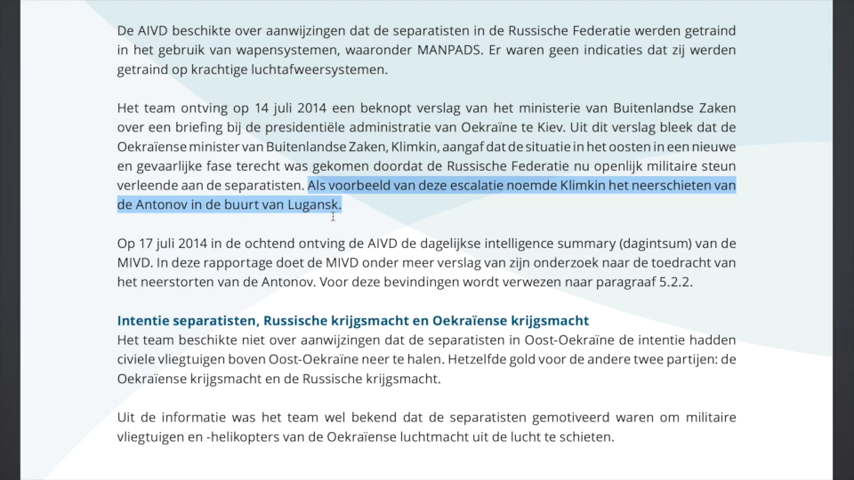 De AIVD beschikte over aanwijzingen dat de separatisten in de Russische Federatie werden getraind
in het gebruik van wapensystemen, waaronder MANPADS. Er waren geen indicaties dat zij werden
getraind op krachtige luchtafweersystemen.
Het team ontving op 14 juli 2014 een beknopt verslag van het ministerie van Buitenlandse Zaken
over een briefing bij de presidentiële administratie van Oekraïne te Kiev. Uit dit verslag bleek dat de
Oekraïense minister van Buitenlandse Zaken, Klimkin, aangaf dat de situatie in het oosten in een nieuwe
en gevaarlijke fase terecht was gekomen doordat de Russische Federatie nu openlijk militaire steun
verleende aan de separatisten. Als voorbeeld van deze escalatie noemde Klimkin het neerschieten van
de Antonov in de buurt van Lugansk.
Op 17 juli 2014 in de ochtend ontving de AIVD de dagelijkse intelligence summary (dagintsum) van de
MIVD. In deze rapportage doet de MIVD onder meer verslag van zijn onderzoek naar de toedracht van
het neerstorten van de Antonov. Voor deze bevindingen wordt verwezen naar paragraaf 5.2.2.
Intentie separatisten, Russische krijgsmacht en Oekraïense krijgsmacht
Het team beschikte niet over aanwijzingen dat de separatisten in Oost-Oekraïne de intentie hadden
civiele vliegtuigen boven Oost-Oekraïne neer te halen. Hetzelfde gold voor de andere twee partijen: de
Oekraïense krijgsmacht en de Russische krijgsmacht.
Uit de informatie was het team wel bekend dat de separatisten gemotiveerd waren om militaire
vliegtuigen en -helikopters van de Oekraïense luchtmacht uit de lucht te schieten.